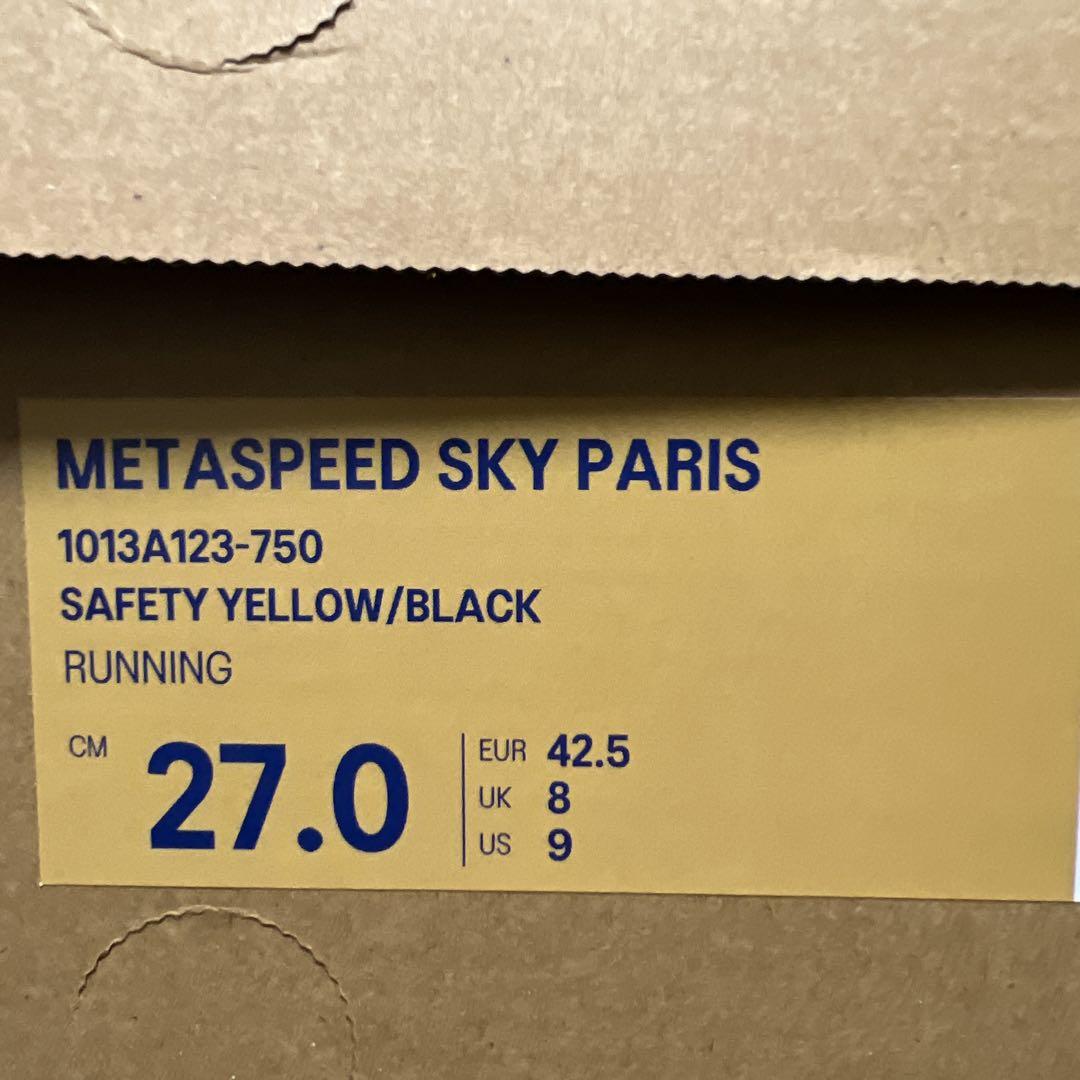 METASPEED SKY PARIS
1013A123-750
SAFETY YELLOW/BLACK
RUNNING
CM 27.0
EUR 42.5
UK 8
US 9